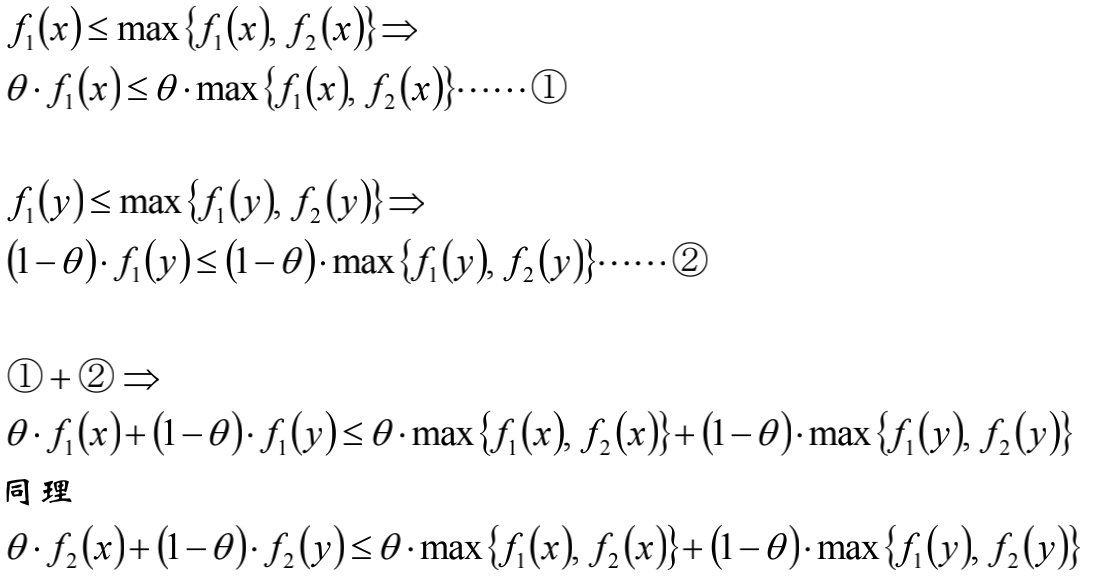 f₁(x) ≤ max{f₁(x), f₂(x)} ⇒
θ · f₁(x) ≤ θ · max{f₁(x), f₂(x)}⋯⋯①
f₁(y) ≤ max{f₁(y), f₂(y)} ⇒
(1−θ) · f₁(y) ≤ (1−θ) · max{f₁(y), f₂(y)}⋯⋯②
①+② ⇒
θ · f₁(x)+(1−θ) · f₁(y) ≤ θ · max{f₁(x), f₂(x)}+(1−θ) · max{f₁(y), f₂(y)}
同理
θ · f₂(x)+(1−θ) · f₂(y) ≤ θ · max{f₁(x), f₂(x)}+(1−θ) · max{f₁(y), f₂(y)}